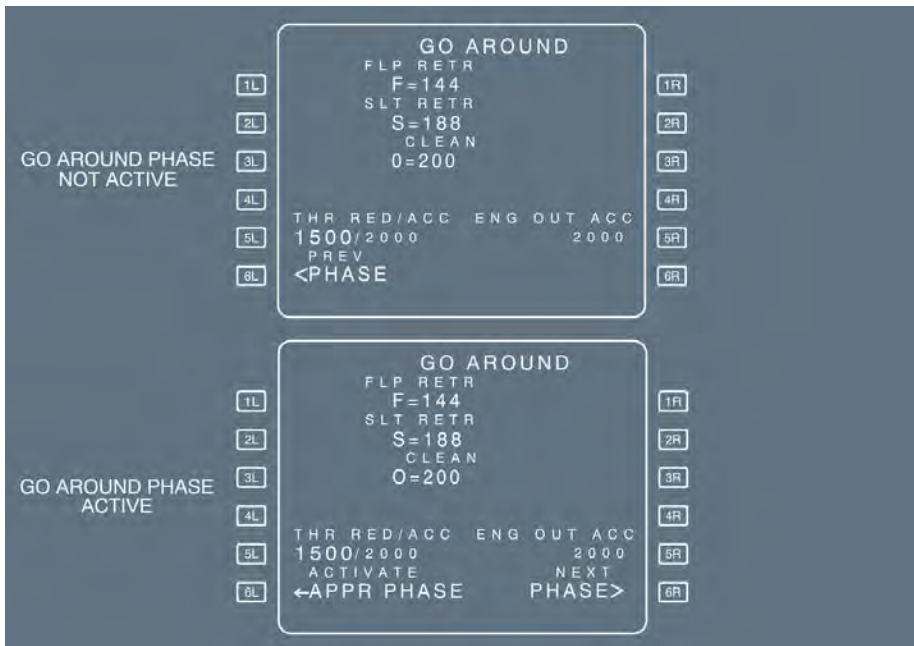 GO AROUND
FLP RETR
1L F=144 1R
SLT RETR
2L S=188 2R
CLEAN
GO AROUND PHASE NOT ACTIVE
3L 0=200 3R
4L 4R
THR RED/ACC ENG OUT ACC
5L 1500/2000 2000 5R
PREV
6L <PHASE 6R
GO AROUND
FLP RETR
1L F=144 1R
SLT RETR
2L S=188 2R
CLEAN
GO AROUND PHASE ACTIVE
3L O=200 3R
4L 4R
THR RED/ACC ENG OUT ACC
5L 1500/2000 2000 5R
ACTIVATE NEXT
6L ←APPR PHASE PHASE> 6R